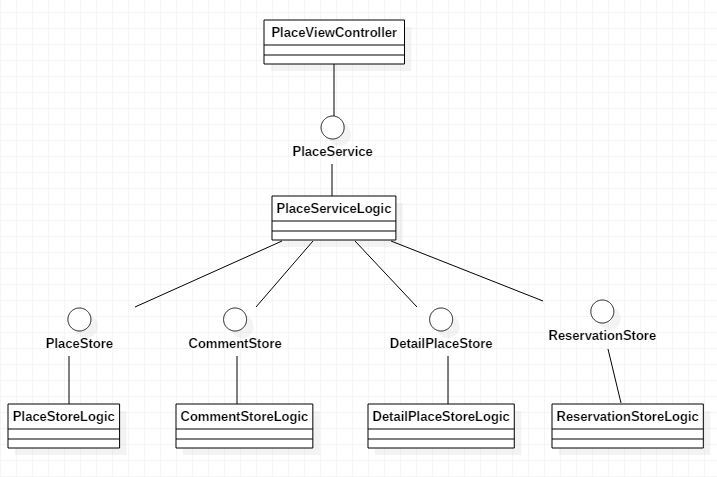 PlaceViewController
PlaceService
PlaceServiceLogic
PlaceStore
CommentStore
DetailPlaceStore
ReservationStore
PlaceStoreLogic
CommentStoreLogic
DetailPlaceStoreLogic
ReservationStoreLogic